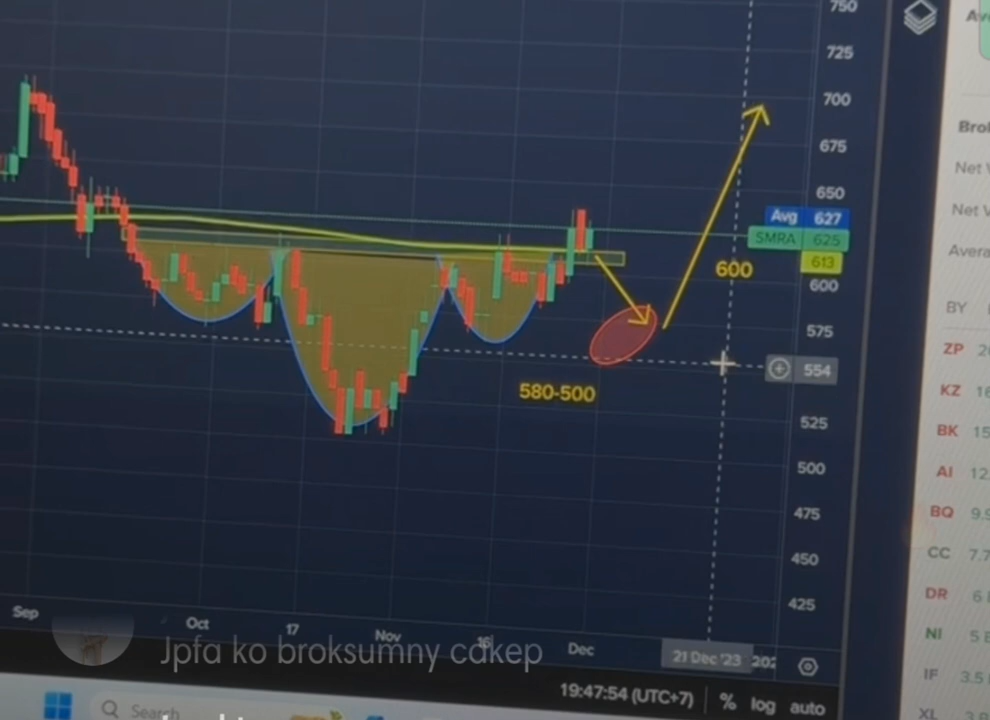 750
725
700
675
650
Avg 627
SMRA 625
613
600
600
575
554
580-500
525
500
475
450
425
Sep
Oct
17
Nov
16
Dec
21 Dec '23
202
Jpfa ko broksumny cakep
19:47:54 (UTC+7)
%
log
auto
Search
Net
Net
BY
ZP
KZ
BK
AI
BQ
CC
DR
NI
IF
XL